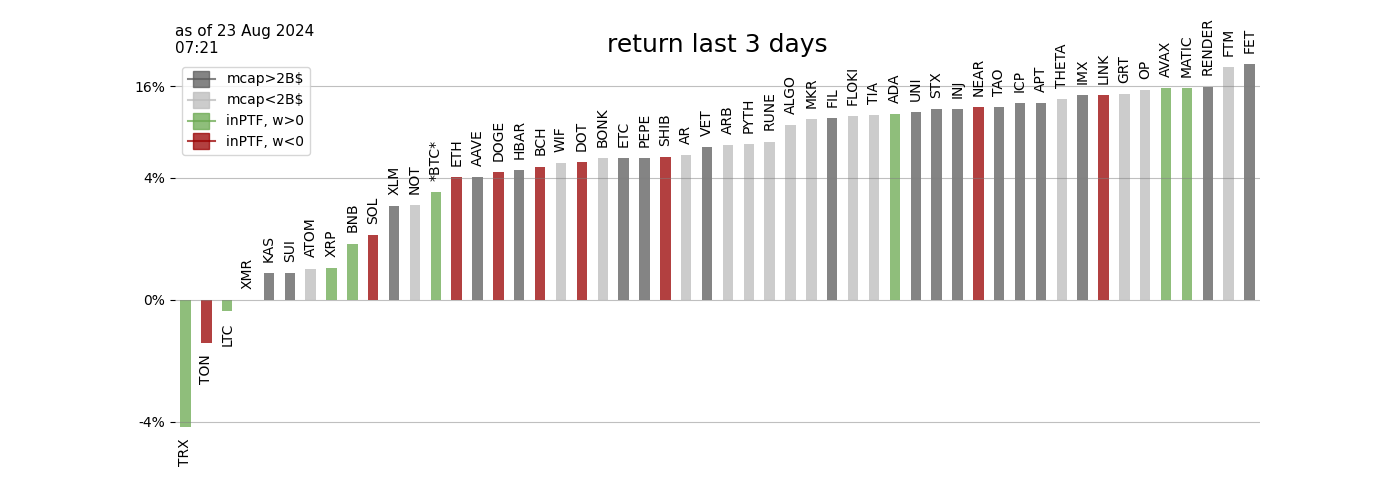 as of 23 Aug 2024
07:21
return last 3 days
mcap>2B$
mcap<2B$
inPTF, w>0
inPTF, w<0
16%
4%
0%
-4%
TRX
TON
LTC
XMR
KAS
SUI
ATOM
XRP
BNB
SOL
XLM
NOT
*BTC*
ETH
AAVE
DOGE
HBAR
BCH
WIF
DOT
BONK
ETC
PEPE
SHIB
AR
VET
ARB
PYTH
RUNE
ALGO
MKR
FIL
FLOKI
TIA
ADA
UNI
STX
INJ
NEAR
TAO
ICP
APT
THETA
IMX
LINK
GRT
OP
AVAX
MATIC
RENDER
FTM
FET